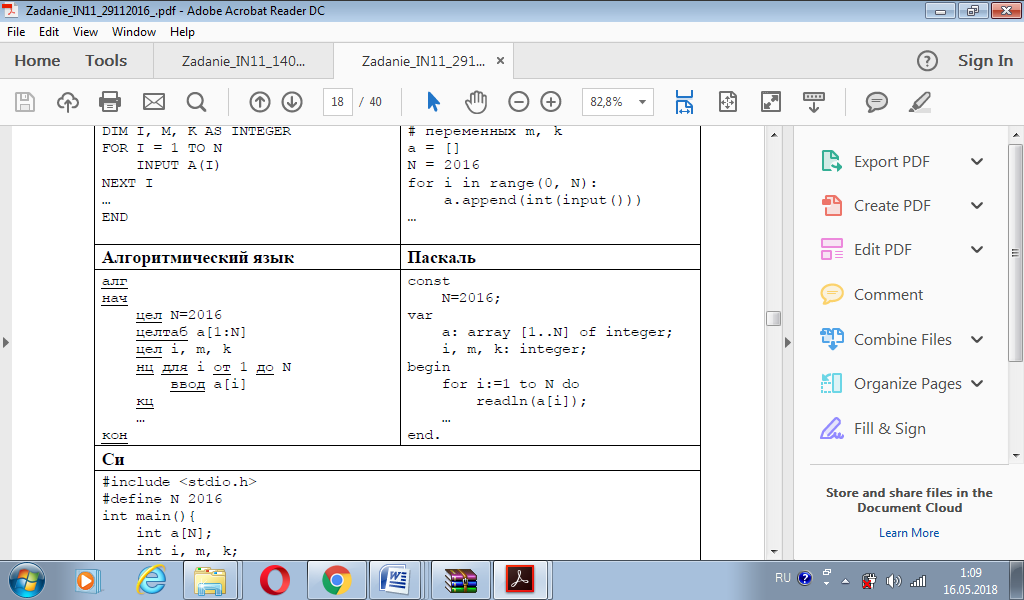 Zadanie_IN11_29112016_.pdf - Adobe Acrobat Reader DC
File Edit View Window Help
Home Tools Zadanie_IN11_140... Zadanie_IN11_291... × ? Sign In
18 / 40 82,8%
DIM I, M, K AS INTEGER
FOR I = 1 TO N
INPUT A(I)
NEXT I
…
END
# переменных m, k
a = []
N = 2016
for i in range(0, N):
a.append(int(input()))
…
Алгоритмический язык
алг
нач
цел N=2016
целтаб a[1:N]
цел i, m, k
нц для i от 1 до N
ввод a[i]
кц
…
кон
Паскаль
const
N=2016;
var
a: array [1..N] of integer;
i, m, k: integer;
begin
for i:=1 to N do
readln(a[i]);
…
end.
Си
#include <stdio.h>
#define N 2016
int main(){
int a[N];
int i, m, k;
Export PDF
Create PDF
Edit PDF
Comment
Combine Files
Organize Pages
Fill & Sign
Store and share files in the
Document Cloud
Learn More
RU ? 1:09
16.05.2018